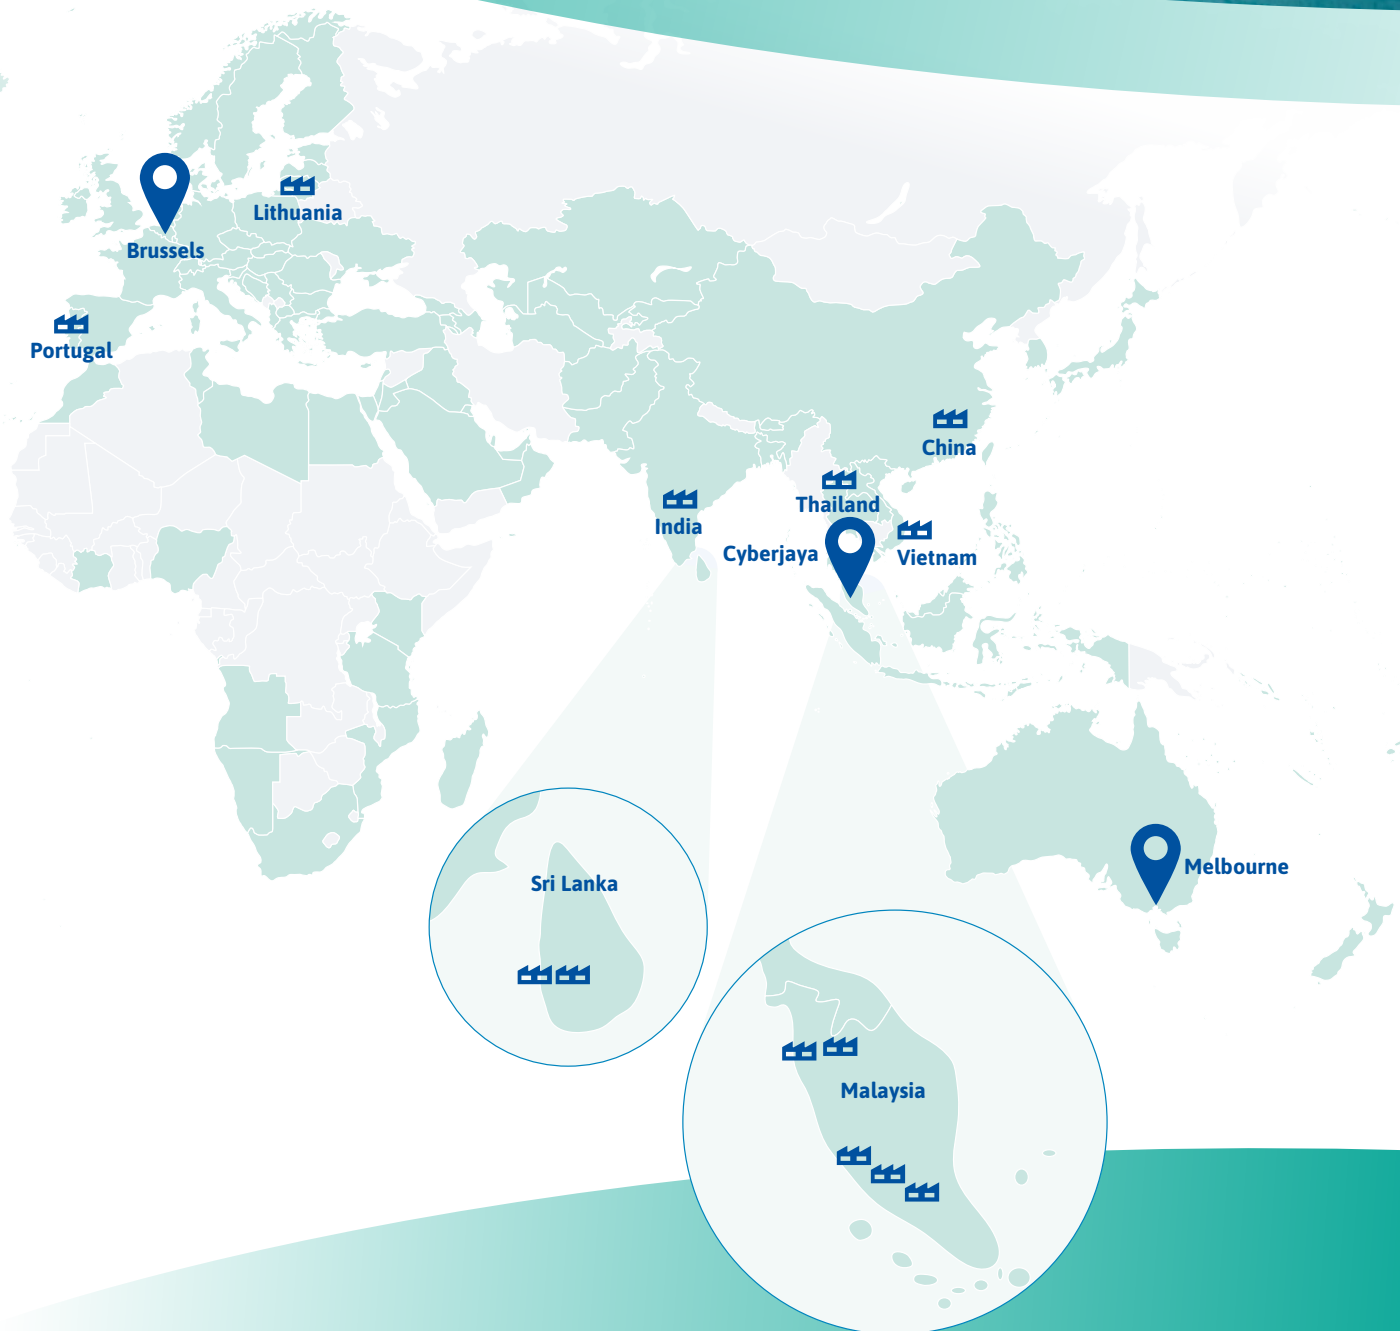 Lithuania
Brussels
Portugal
China
Thailand
India
Cyberjaya
Vietnam
Melbourne
Sri Lanka
Malaysia